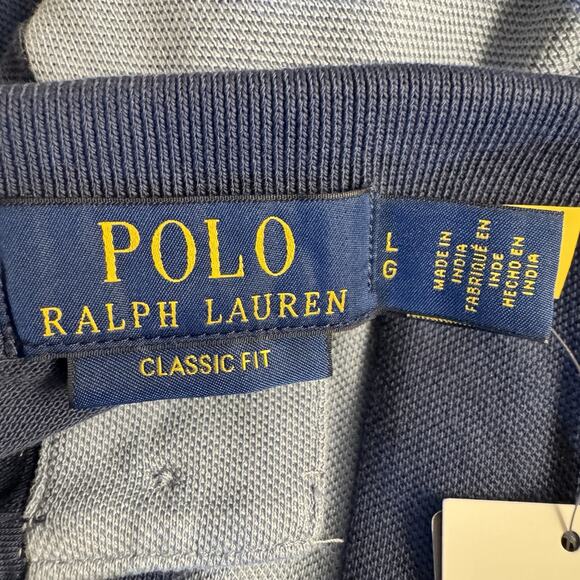 POLO
RALPH LAUREN
CLASSIC FIT
L
G
MADE IN
INDIA
FABRIQUÉ EN
INDE
HECHO EN
INDIA